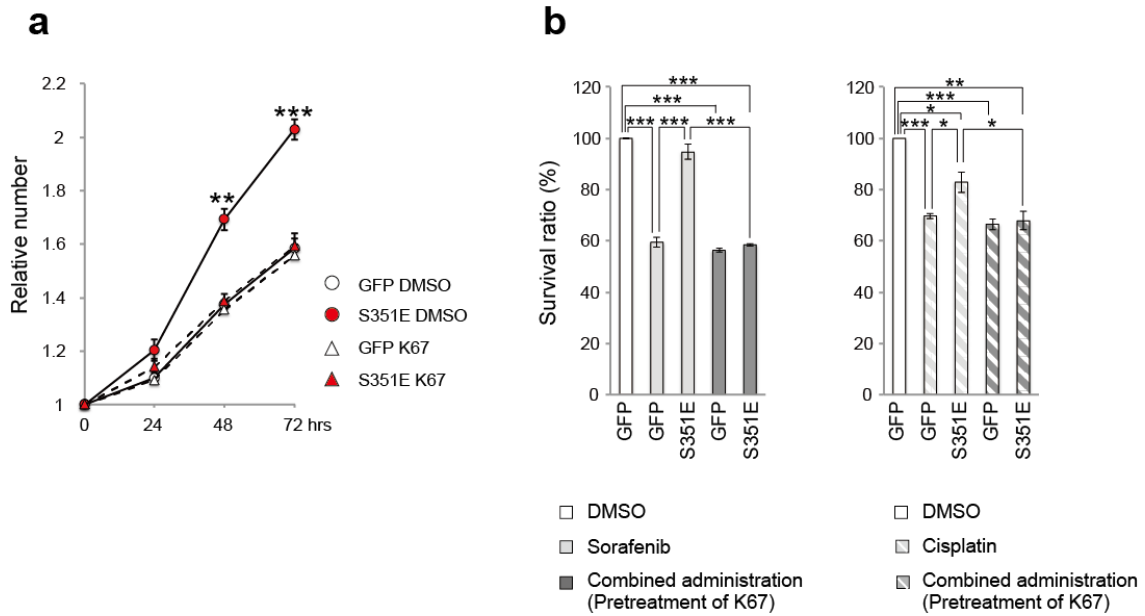 a
Relative number
2.2
2
1.8
1.6
1.4
1.2
1
0
24
48
72 hrs
**
***
GFP DMSO
S351E DMSO
GFP K67
S351E K67
b
Survival ratio (%)
120
100
80
60
40
20
0
***
***
*** *** ***
GFP
GFP
S351E
GFP
S351E
DMSO
Sorafenib
Combined administration
(Pretreatment of K67)
120
100
80
60
40
20
0
**
***
*
*** * *
GFP
GFP
S351E
GFP
S351E
DMSO
Cisplatin
Combined administration
(Pretreatment of K67)